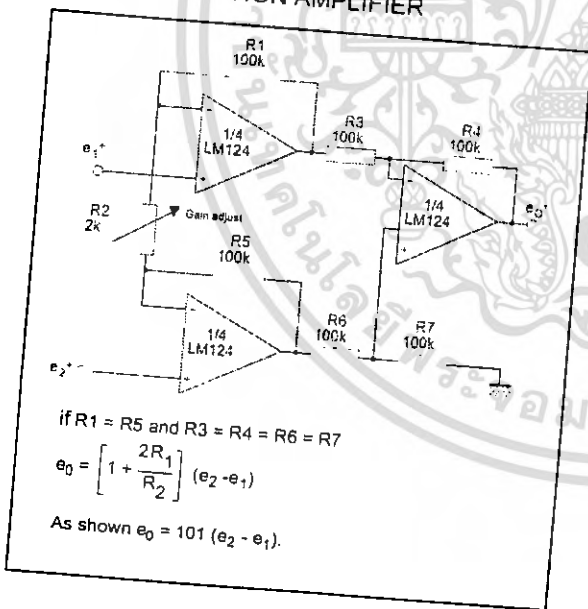 AMPLIFIER
R1
100k
R3
100k
R4
100k
1/4
LM124
e1+
1/4
LM124
e0+
R2
2k
Gain adjust
R5
100k
1/4
LM124
R6
100k
R7
100k
e2+
if R1 = R5 and R3 = R4 = R6 = R7
e0 = [1 + 2R1/R2] (e2 -e1)
As shown e0 = 101 (e2 - e1).